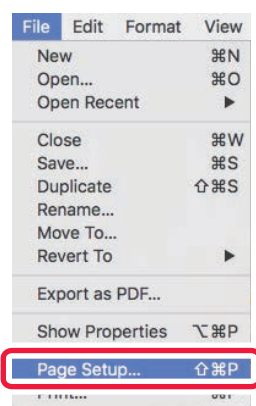 File Edit Format View
New ⌘N
Open... ⌘O
Open Recent ▶
Close ⌘W
Save... ⌘S
Duplicate ⇧⌘S
Rename...
Move To...
Revert To ▶
Export as PDF...
Show Properties ⌥⌘P
Page Setup... ⇧⌘P